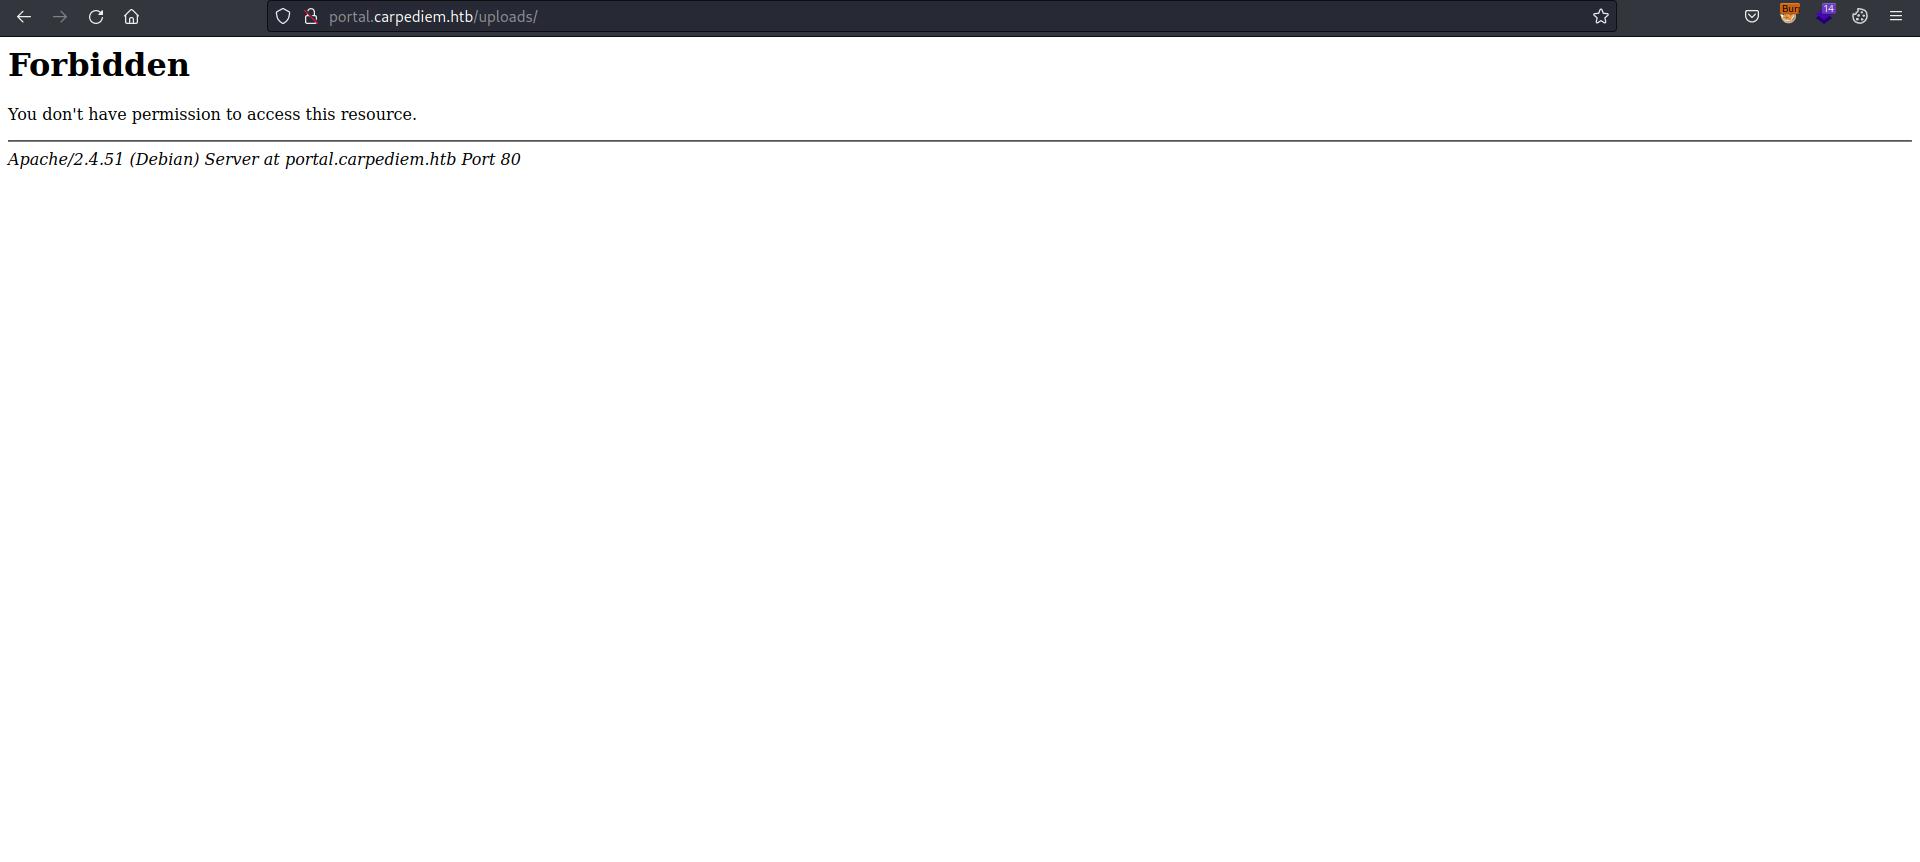 portal.carpediem.htb/uploads/
Bur
14
Forbidden
You don't have permission to access this resource.
Apache/2.4.51 (Debian) Server at portal.carpediem.htb Port 80